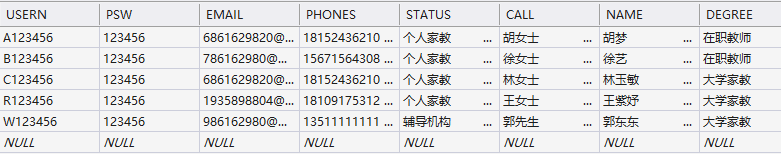 USERN PSW EMAIL PHONES STATUS CALL NAME DEGREE
A123456 123456 6861629820@... 18152436210 ... 个人家教 ... 胡女士 ... 胡梦 ... 在职教师
B123456 123456 786162980@... 15671564308 ... 个人家教 ... 徐女士 ... 徐艺 ... 在职教师
C123456 123456 6861629820@... 18152436210 ... 个人家教 ... 林女士 ... 林玉敏 ... 大学家教
R123456 123456 1935898804@... 18109175312 ... 个人家教 ... 王女士 ... 王紫妤 ... 大学家教
W123456 123456 986162980@... 13511111111 ... 辅导机构 ... 郭先生 ... 郭东东 ... 大学家教
NULL NULL NULL NULL NULL NULL NULL NULL